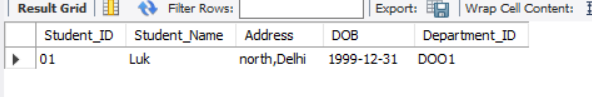 Result Grid Filter Rows: Export: Wrap Cell Content:
Student_ID Student_Name Address DOB Department_ID
01 Luk north,Delhi 1999-12-31 DOO1